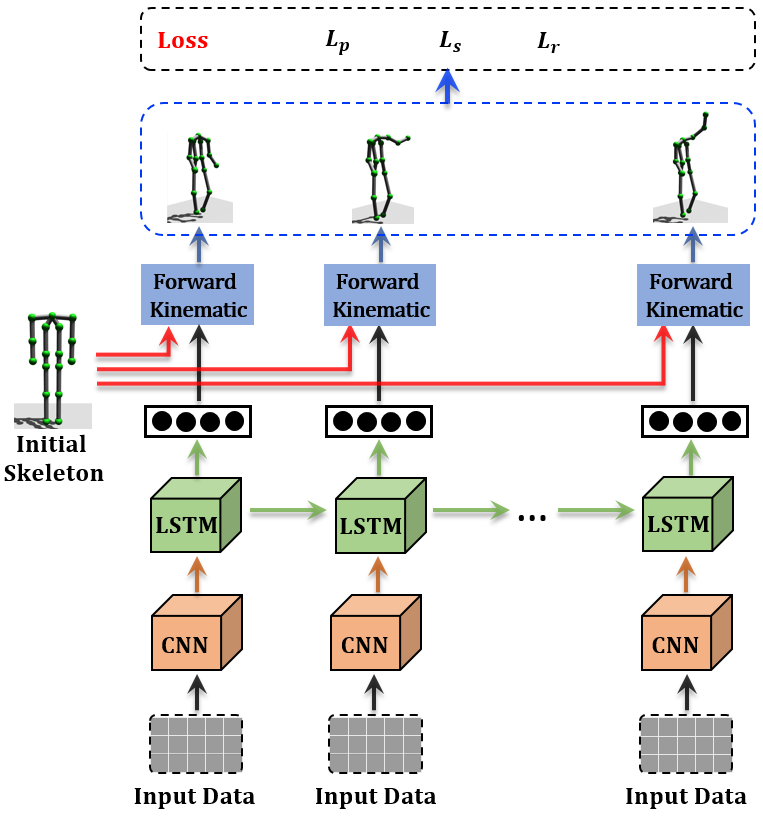 Loss L_p L_s L_r
Forward Kinematic
Forward Kinematic
Forward Kinematic
Initial
Skeleton
LSTM
LSTM
...
LSTM
CNN
CNN
CNN
Input Data
Input Data
Input Data